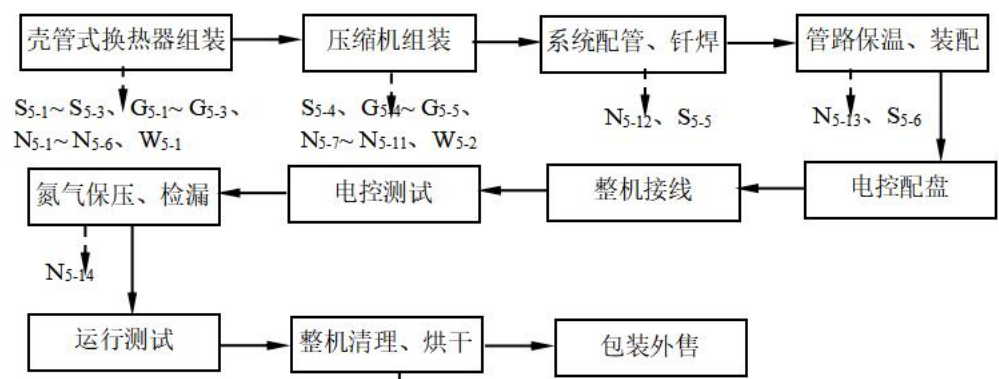 壳管式换热器组装
压缩机组装
系统配管、钎焊
管路保温、装配
S5-1~ S5-3、G5-1~ G5-3、
N5-1~ N5-6、W5-1
S5-4、G5-4~ G5-5、
N5-7~ N5-11、W5-2
N5-12、S5-5
N5-13、S5-6
氮气保压、检漏
电控测试
整机接线
电控配盘
N5-14
运行测试
整机清理、烘干
包装外售